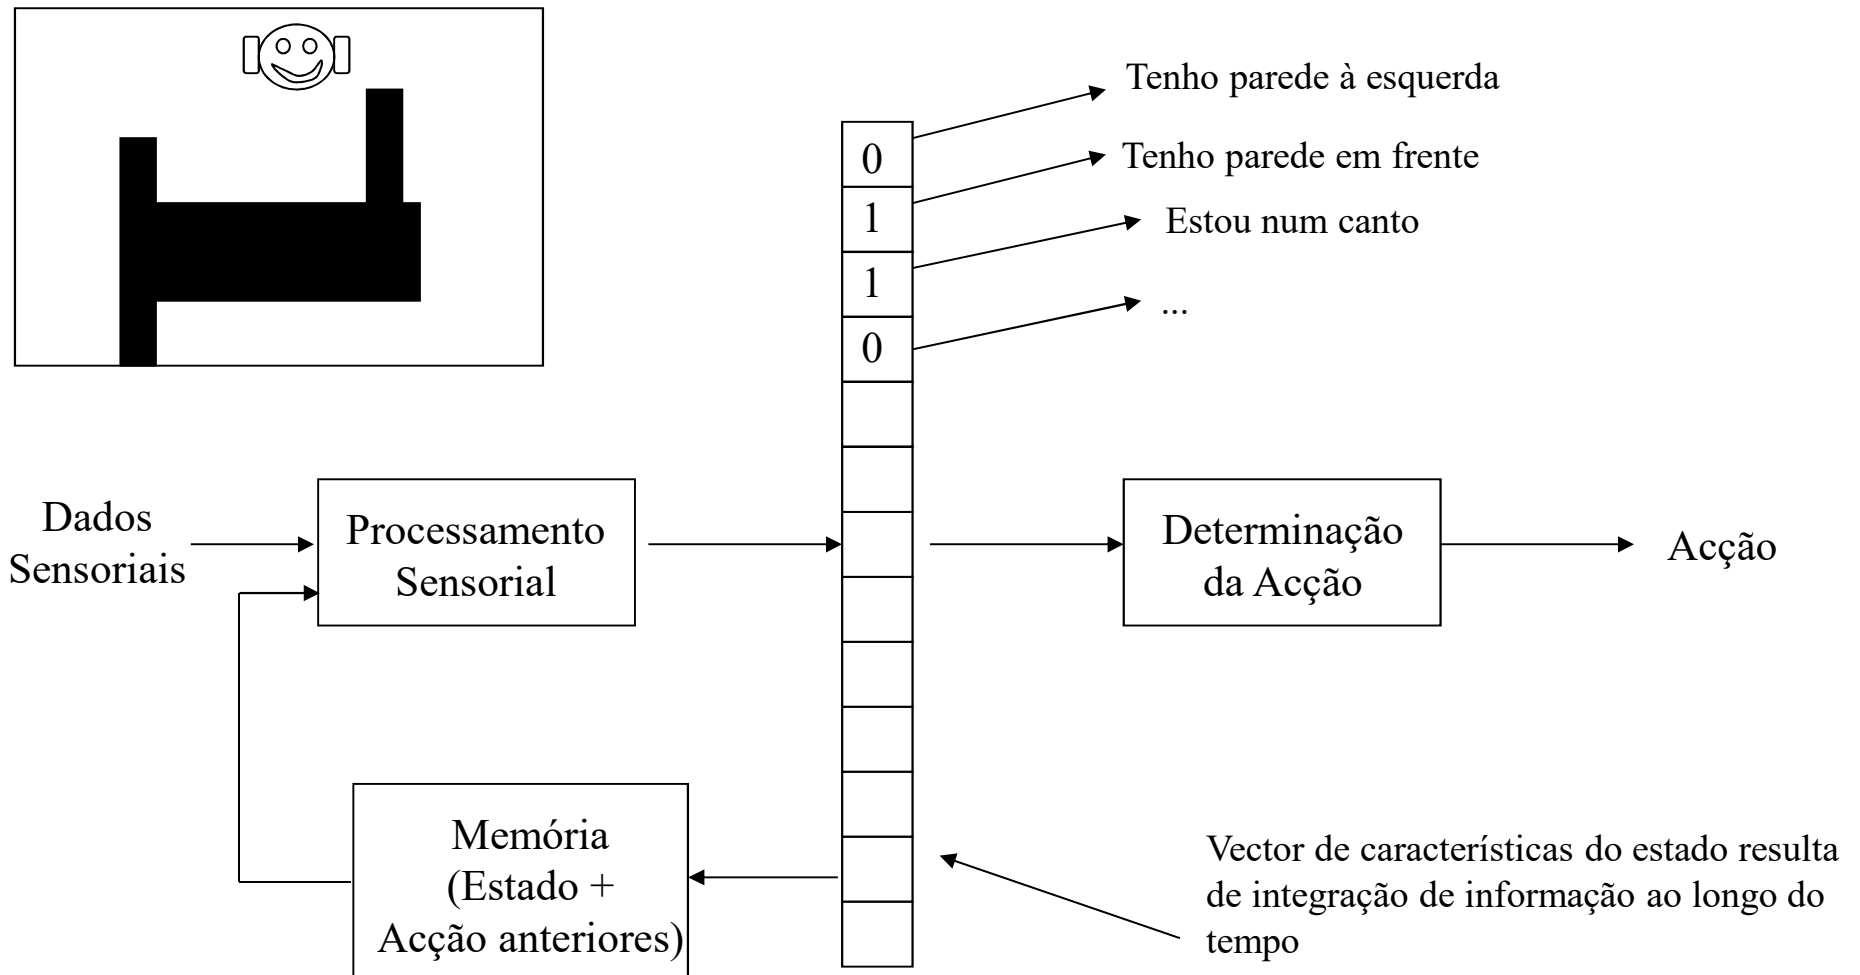 Tenho parede à esquerda
0
Tenho parede em frente
1
Estou num canto
1
...
0
Dados
Sensoriais
Processamento
Sensorial
Determinação
da Acção
Acção
Memória
(Estado +
Acção anteriores)
Vector de características do estado resulta
de integração de informação ao longo do
tempo